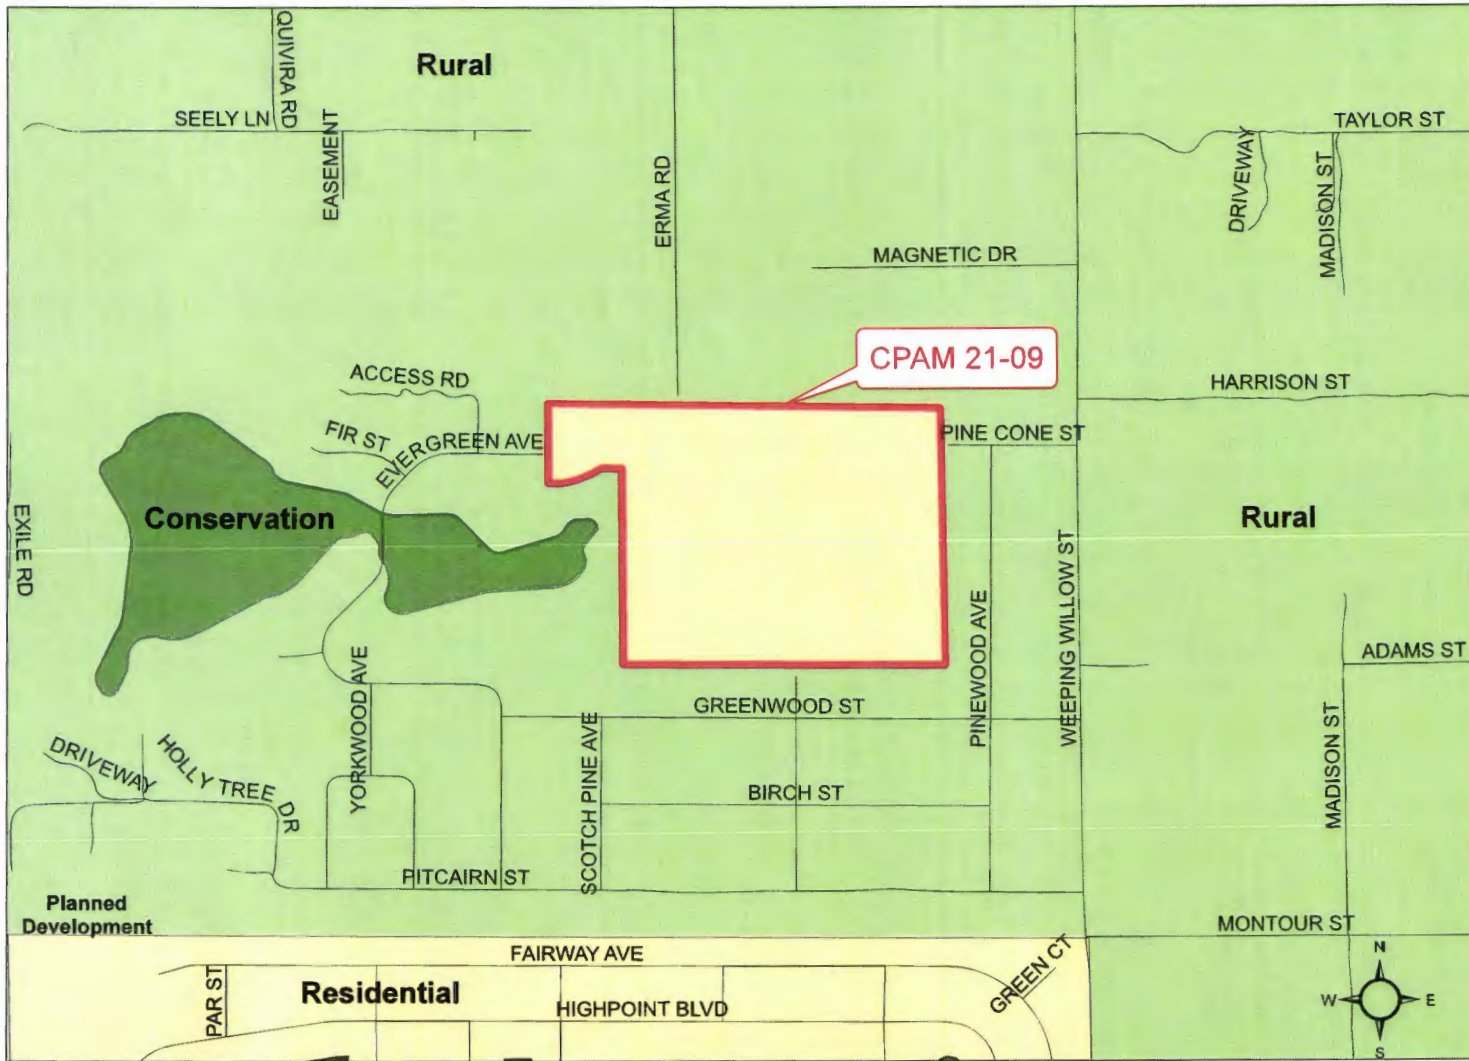 QUIVIRA RD
Rural
SEELY LN
EASEMENT
TAYLOR ST
DRIVEWAY
MADISON ST
ERMA RD
MAGNETIC DR
CPAM 21-09
ACCESS RD
HARRISON ST
FIR ST
EVERGREEN AVE
PINE CONE ST
Conservation
Rural
EXILE RD
WEEPING WILLOW ST
PINEWOOD AVE
ADAMS ST
YORKWOOD AVE
GREENWOOD ST
SCOTCH PINE AVE
MADISON ST
DRIVEWAY
HOLLY TREE DR
BIRCH ST
PITCAIRN ST
Planned
Development
MONTOUR ST
FAIRWAY AVE
GREEN CT
PAR ST
Residential
HIGHPOINT BLVD
N
W
E
S